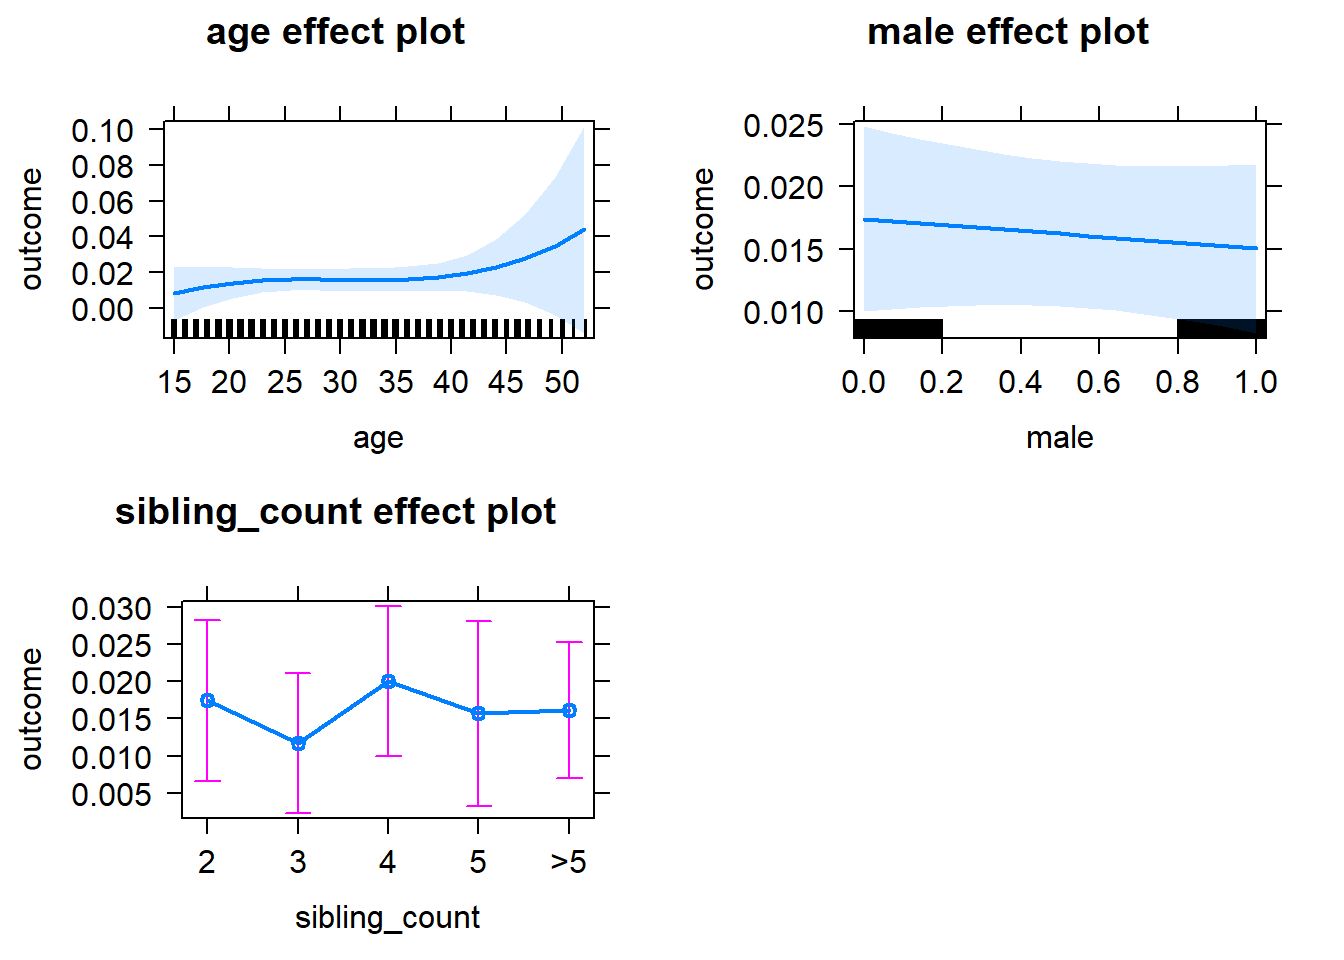 age effect plot
outcome
0.10
0.08
0.06
0.04
0.02
0.00
15 20 25 30 35 40 45 50
age
male effect plot
outcome
0.025
0.020
0.015
0.010
0.0 0.2 0.4 0.6 0.8 1.0
male
sibling_count effect plot
outcome
0.030
0.025
0.020
0.015
0.010
0.005
2 3 4 5 >5
sibling_count